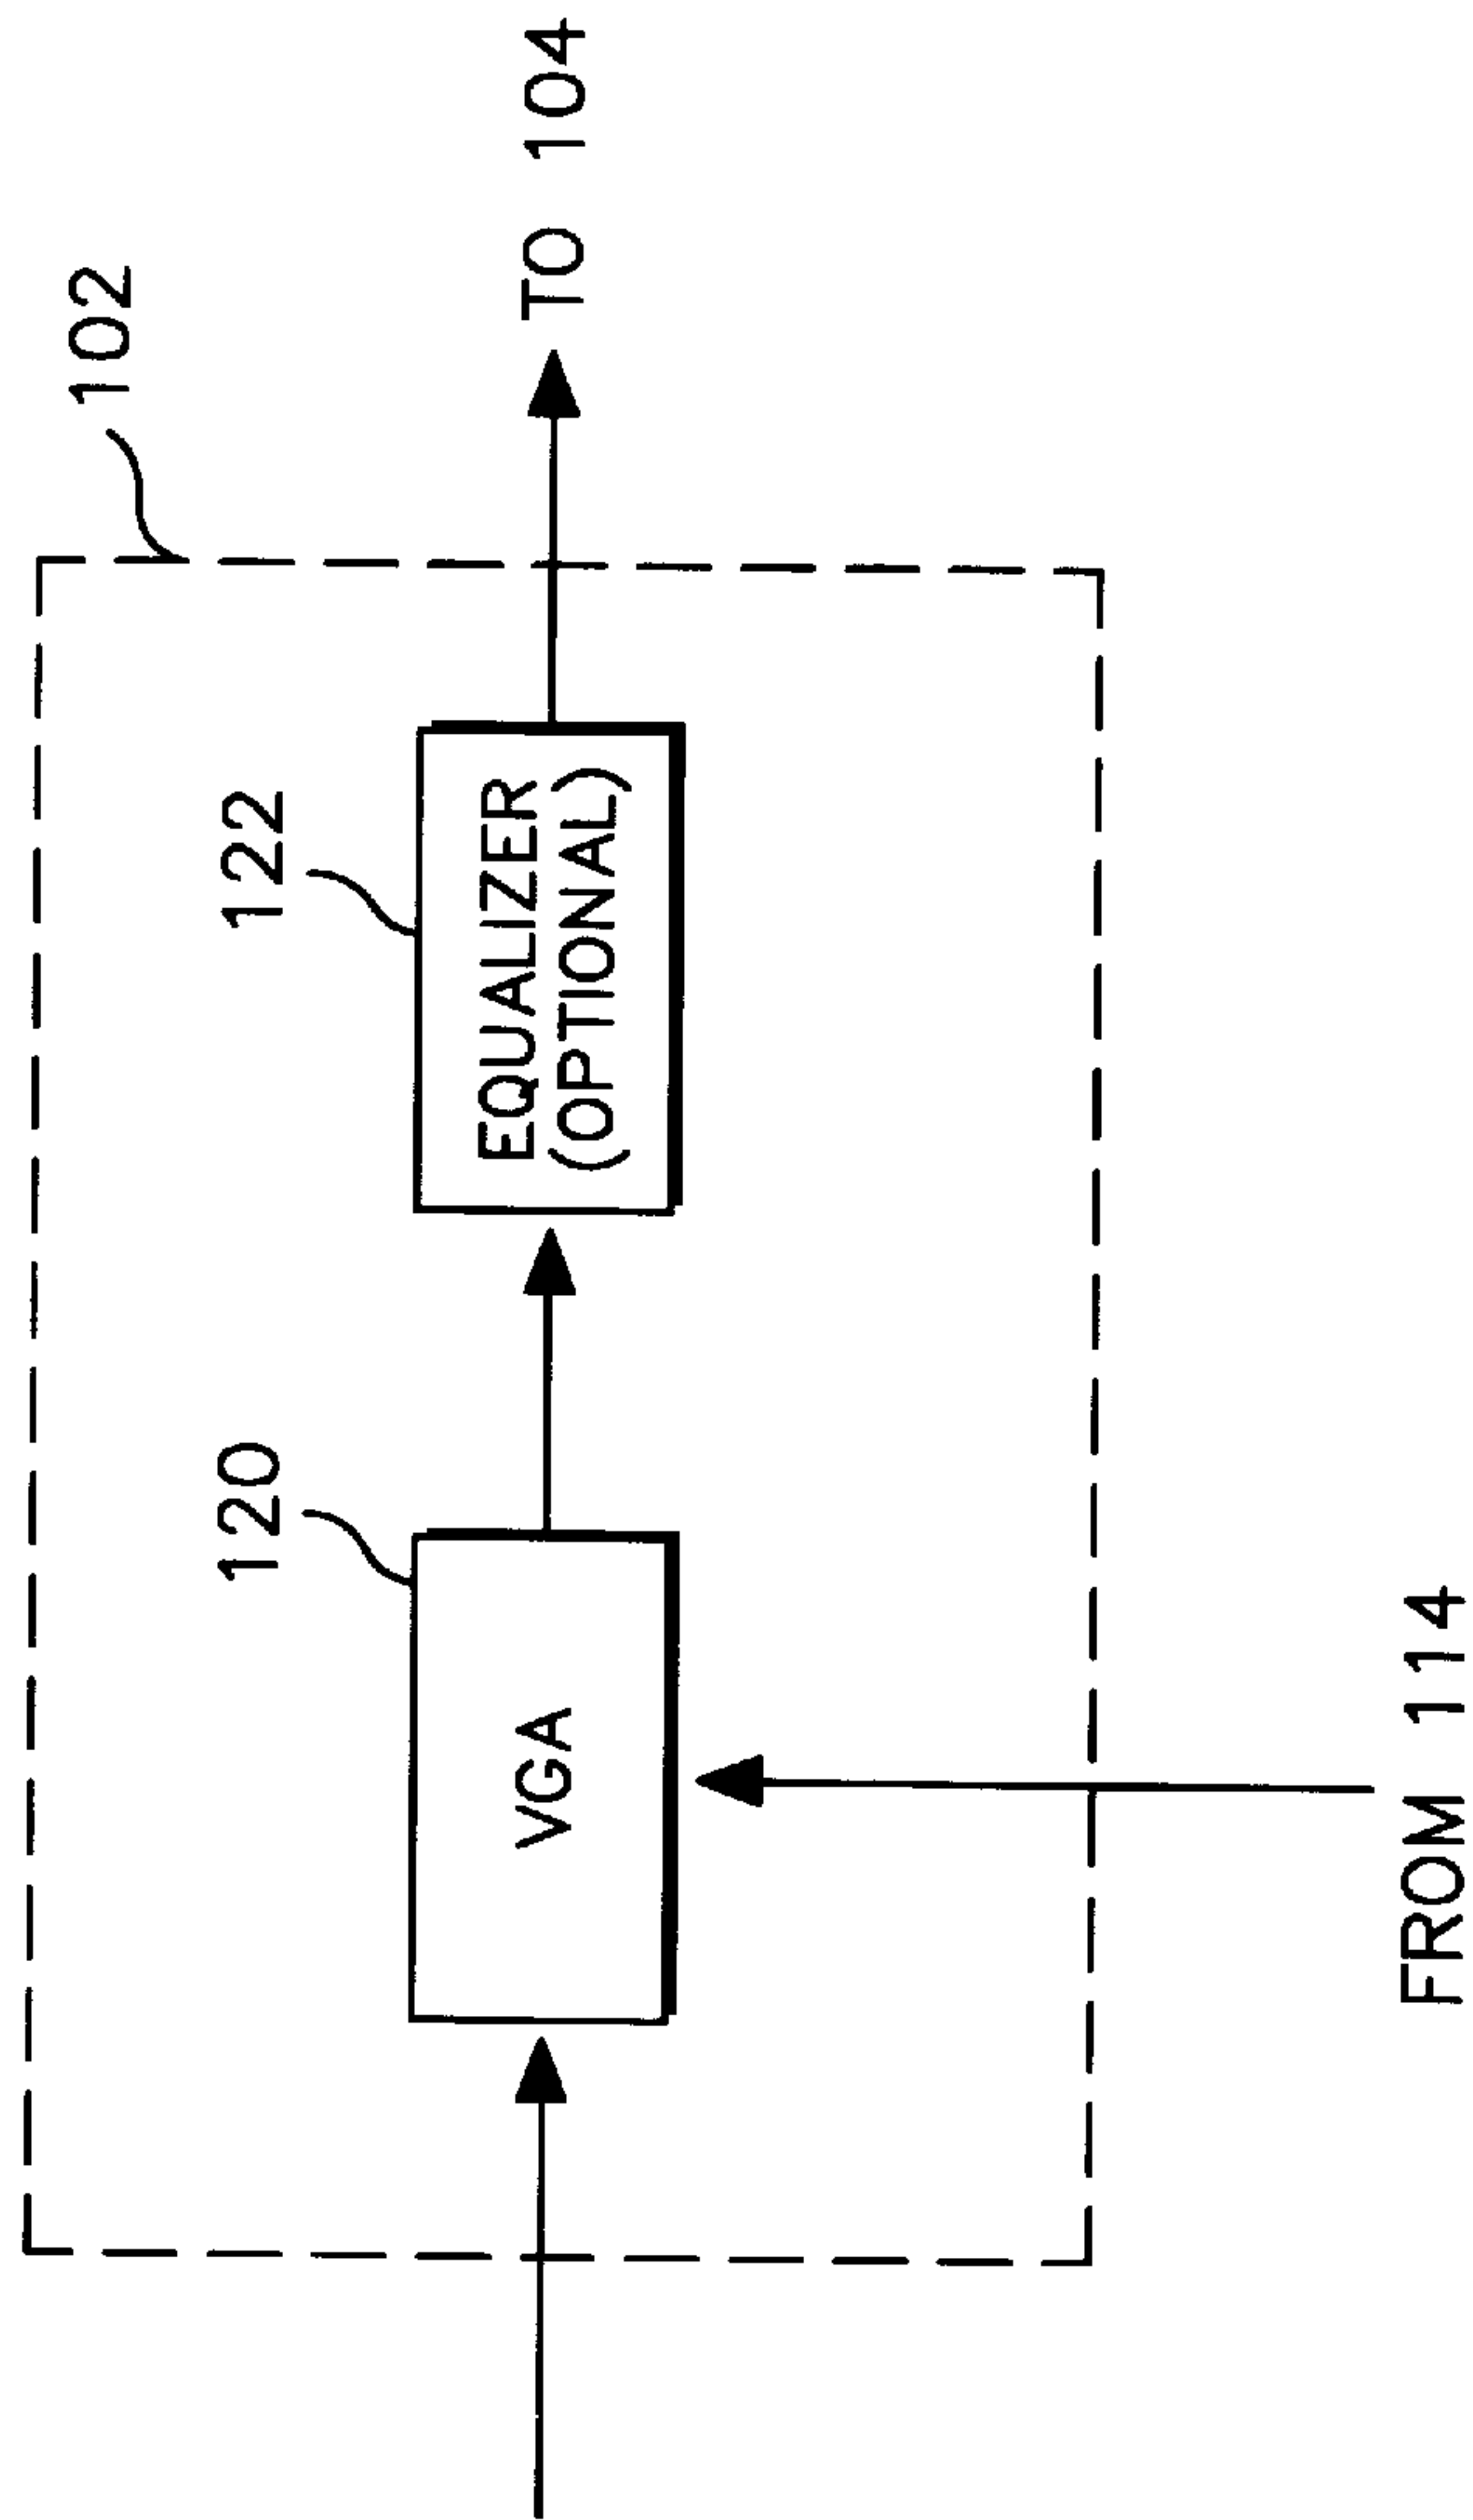 102
120
122
VGA
EQUALIZER
(OPTIONAL)
TO 104
FROM 114